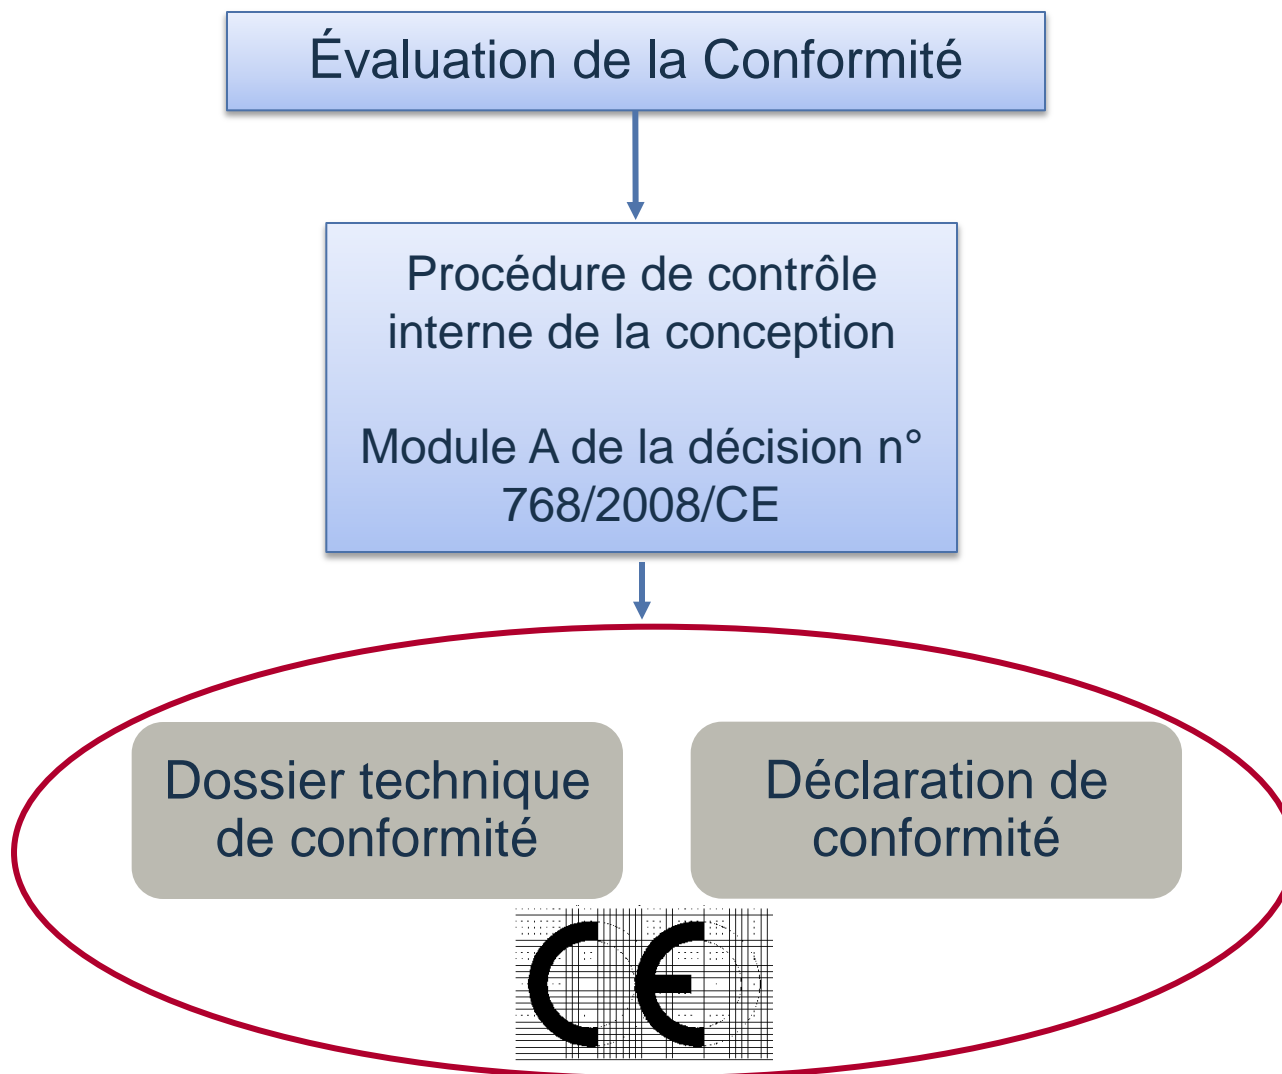 Évaluation de la Conformité
Procédure de contrôle
interne de la conception
Module A de la décision n°
768/2008/CE
Dossier technique
de conformité
Déclaration de
conformité
CE